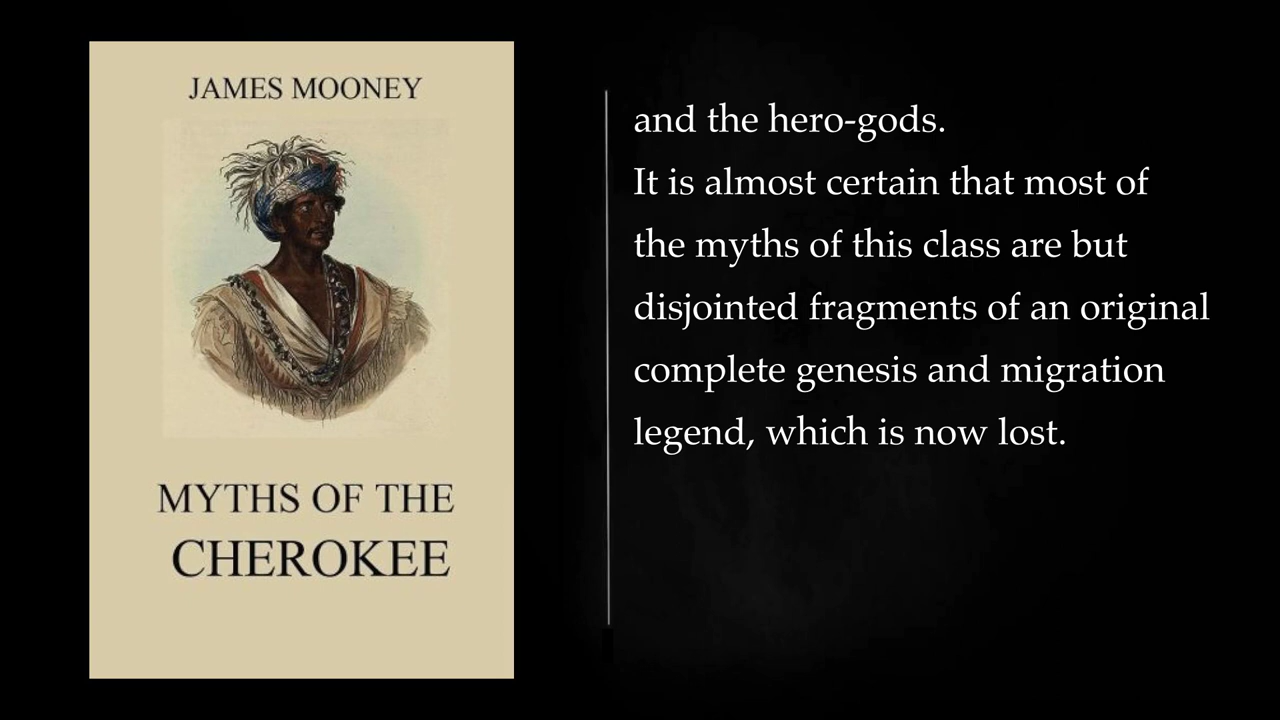 JAMES MOONEY
MYTHS OF THE
CHEROKEE
and the hero-gods.
It is almost certain that most of
the myths of this class are but
disjointed fragments of an original
complete genesis and migration
legend, which is now lost.